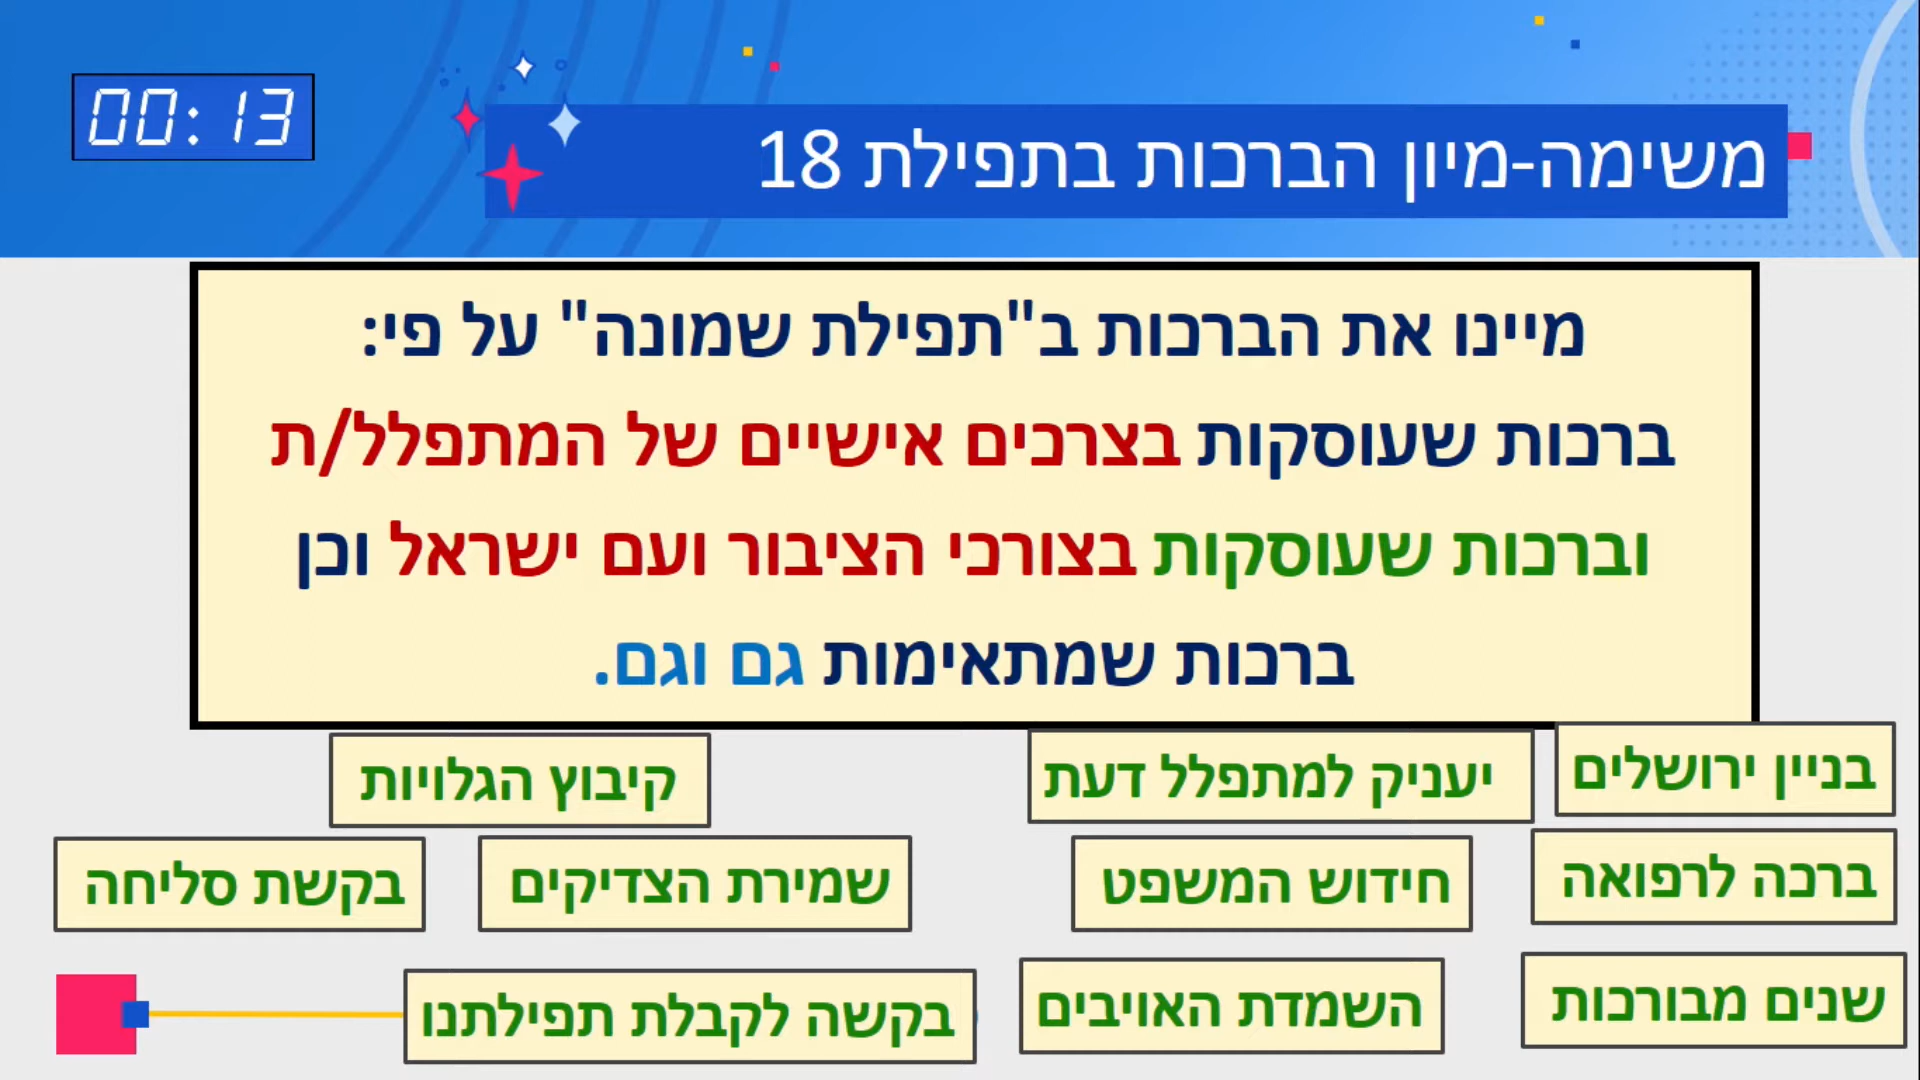 00:13
משימה-מיון הברכות בתפילת 18
מיינו את הברכות ב"תפילת שמונה" על פי:
ברכות שעוסקות בצרכים אישיים של המתפלל/ת
וברכות שעוסקות בצורכי הציבור ועם ישראל וכן
ברכות שמתאימות גם וגם.
בניין ירושלים
יעניק למתפלל דעת
קיבוץ הגלויות
ברכה לרפואה
חידוש המשפט
שמירת הצדיקים
בקשת סליחה
שנים מבורכות
השמדת האויבים
בקשה לקבלת תפילתנו